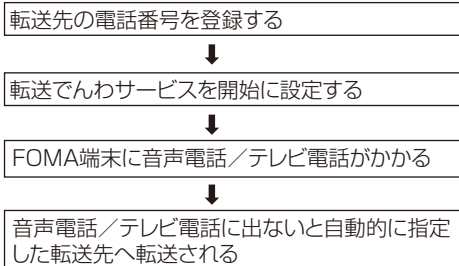 転送先の電話番号を登録する
転送でんわサービスを開始に設定する
FOMA端末に音声電話／テレビ電話がかかる
音声電話／テレビ電話に出ないと自動的に指定
した転送先へ転送される